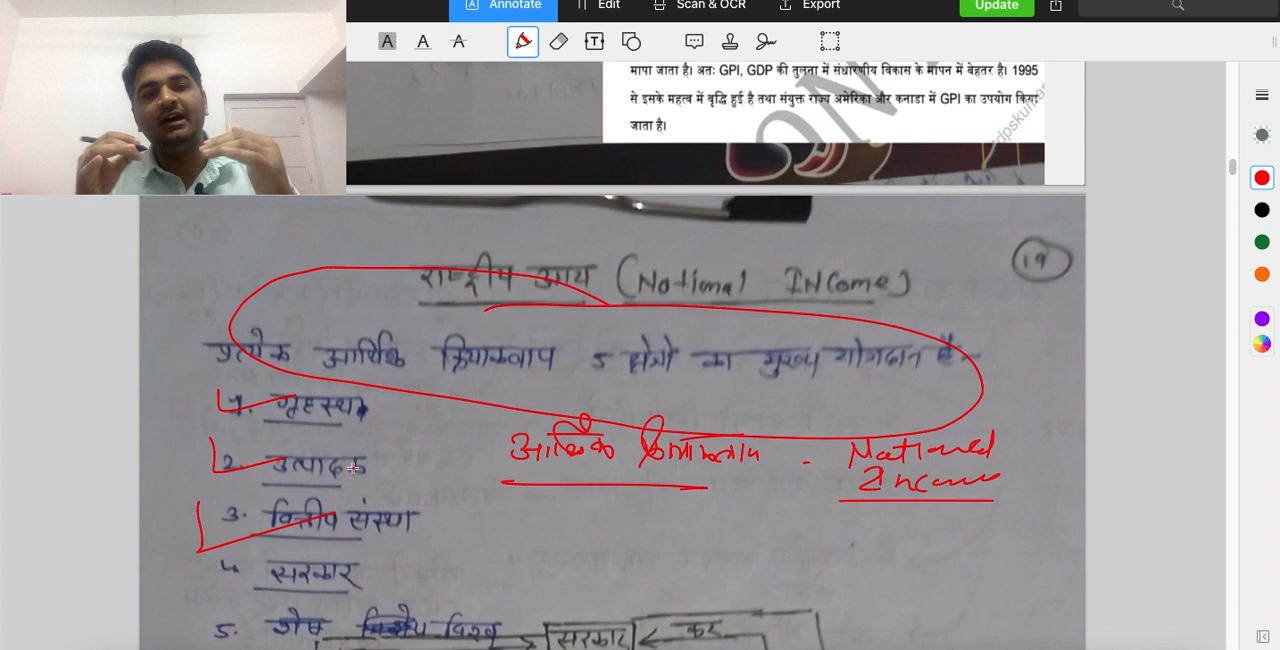 Annotate Edit Scan & OCR Export Update
A A A T
मापा जाता है। अतः GPI, GDP की तुलना में संधारणीय विकास के मापन में बेहतर है। 1995
से इसके महत्व में वृद्धि हुई है तथा संयुक्त राज्य अमेरिका और कनाडा में GPI का उपयोग किया
जाता है।
राष्ट्रीय आय (National INCome)
19
प्रत्येक आर्थिक क्रियाकलाप 5 क्षेत्रो का मुख्य योगदान है-
1. गृहस्थ
2. उत्पादक
आर्थिक क्रियाकलाप - National
Income
3. वित्तीय संस्था
4. सरकार
5. शेष विश्व
सरकार कर